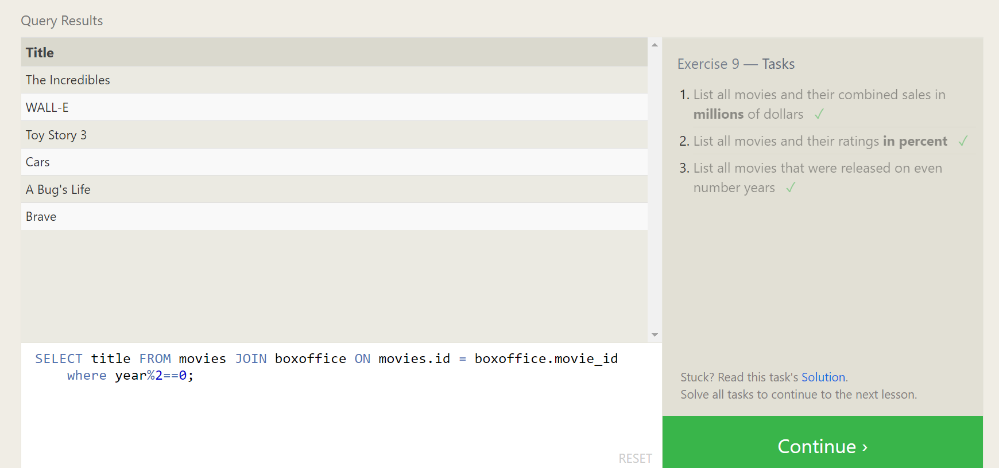 Query Results
Title
The Incredibles
WALL-E
Toy Story 3
Cars
A Bug's Life
Brave
SELECT title FROM movies JOIN boxoffice ON movies.id = boxoffice.movie_id
where year%2==0;
RESET
Exercise 9 — Tasks
1. List all movies and their combined sales in
millions of dollars ✓
2. List all movies and their ratings in percent ✓
3. List all movies that were released on even
number years ✓
Stuck? Read this task's Solution.
Solve all tasks to continue to the next lesson.
Continue ›